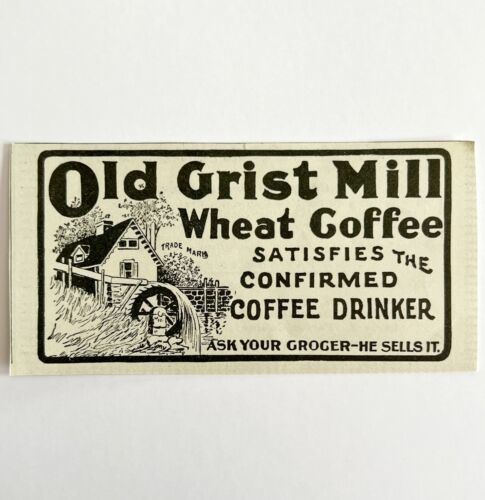 Old Grist Mill
Wheat Coffee
TRADE MARK
SATISFIES THE
CONFIRMED
COFFEE DRINKER
ASK YOUR GROCER-HE SELLS IT.